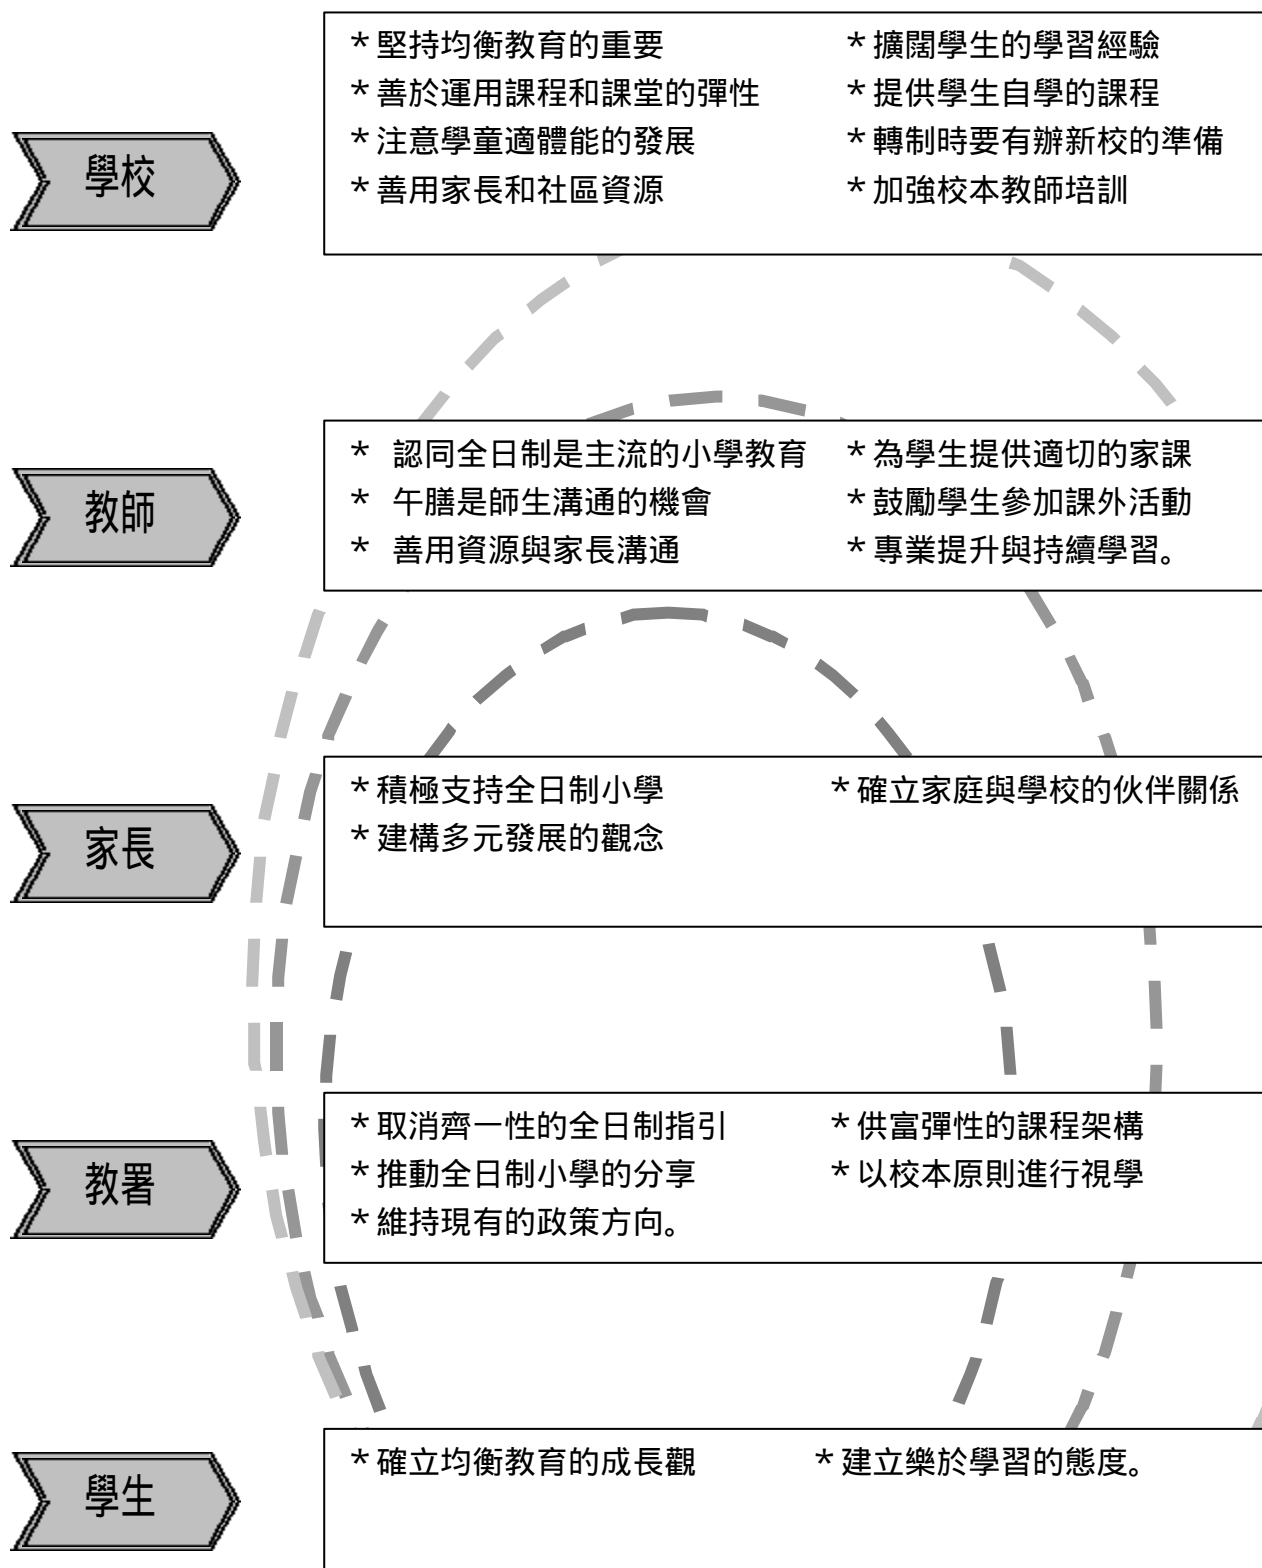 學校
* 堅持均衡教育的重要 * 擴闊學生的學習經驗
* 善於運用課程和課堂的彈性 * 提供學生自學的課程
* 注意學童適體能的發展 * 轉制時要有辦新校的準備
* 善用家長和社區資源 * 加強校本教師培訓
教師
* 認同全日制是主流的小學教育 * 為學生提供適切的家課
* 午膳是師生溝通的機會 * 鼓勵學生參加課外活動
* 善用資源與家長溝通 * 專業提升與持續學習。
家長
* 積極支持全日制小學 * 確立家庭與學校的伙伴關係
* 建構多元發展的觀念
教署
* 取消齊一性的全日制指引 * 供富彈性的課程架構
* 推動全日制小學的分享 * 以校本原則進行視學
* 維持現有的政策方向。
學生
* 確立均衡教育的成長觀 * 建立樂於學習的態度。